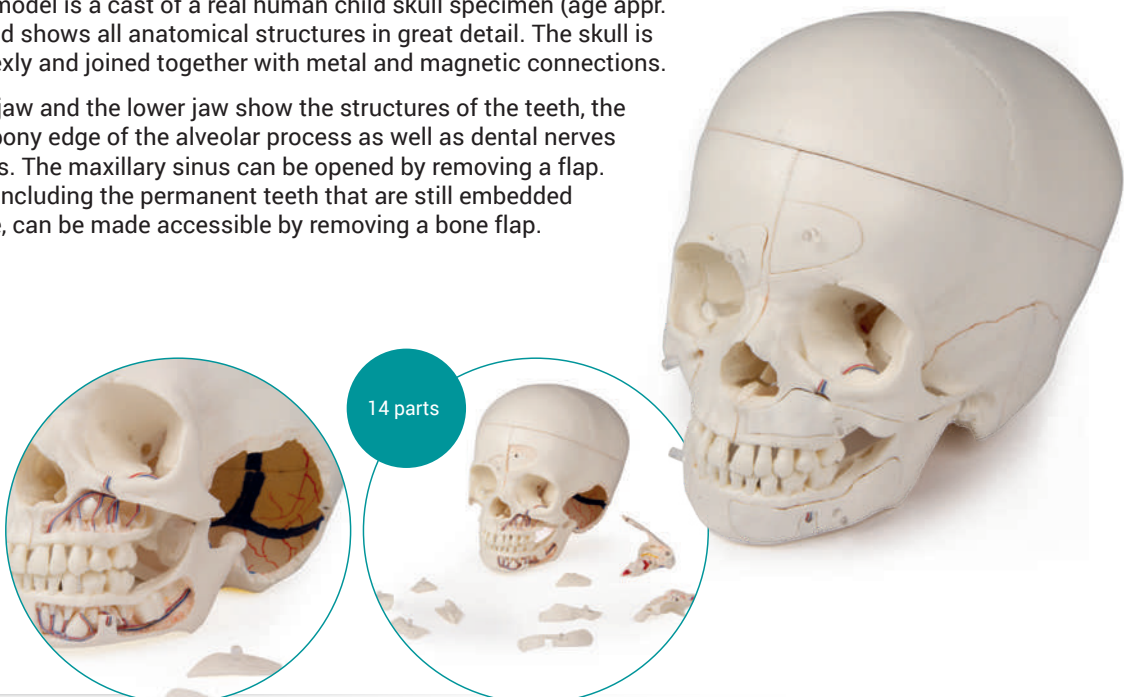 model is a cast of a real human child skull specimen (age appr.
d shows all anatomical structures in great detail. The skull is
exly and joined together with metal and magnetic connections.
jaw and the lower jaw show the structures of the teeth, the
bony edge of the alveolar process as well as dental nerves
s. The maxillary sinus can be opened by removing a flap.
including the permanent teeth that are still embedded
e, can be made accessible by removing a bone flap.
14 parts